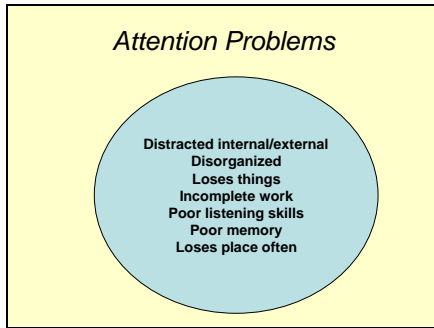 Attention Problems
Distracted internal/external
Disorganized
Loses things
Incomplete work
Poor listening skills
Poor memory
Loses place often